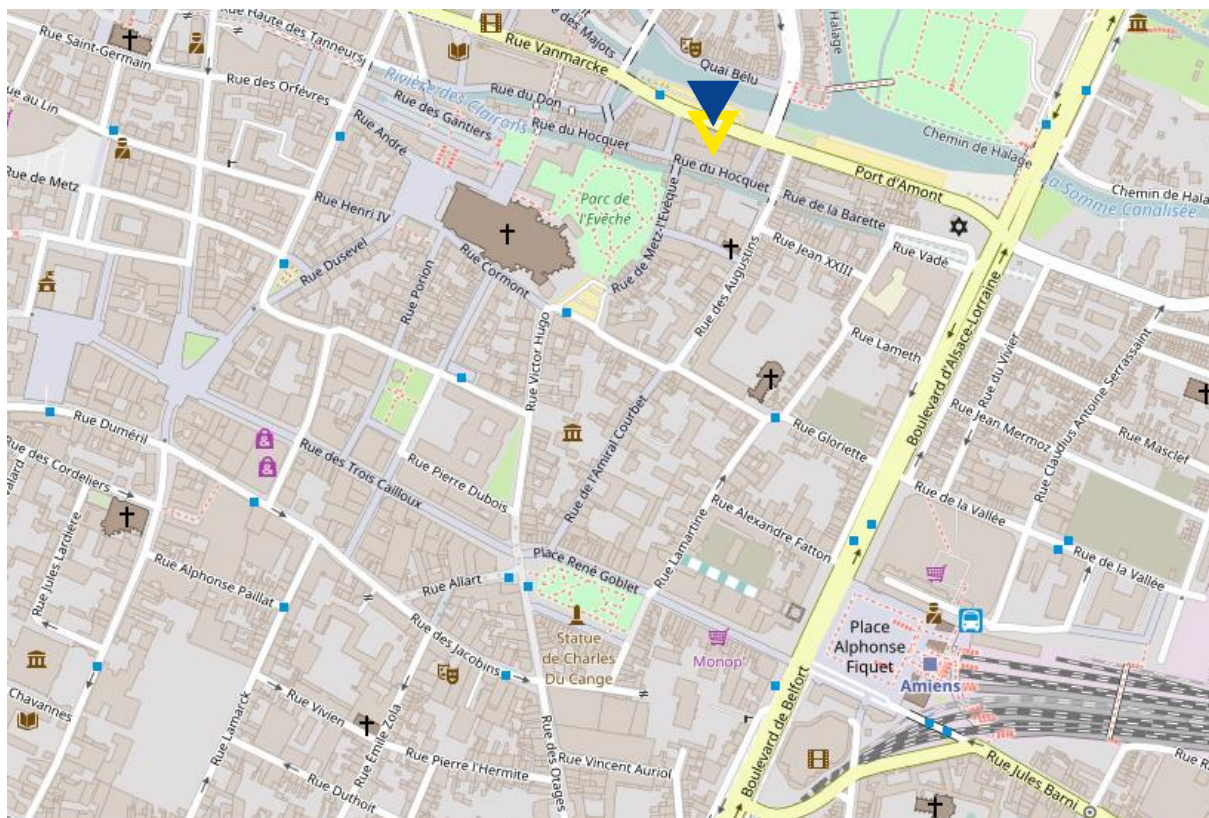 Rue Haute des Tanneurs
Rue Saint-Germain
Rue Vanmarcke
Quai Bélu
Halage
Rue des Orfèvres
Rivière des Clairons
Rue du Don
Rue des Gantiers
Rue du Hocquet
Chemin de Halage
Rue André
Rue du Hocquet
Port d'Amont
La Somme Canalisée
Rue de Metz
Parc de
l'Évêché
Rue de Metz-l'Évêque
Rue de la Barette
Rue Henri IV
Rue Dusevel
Rue Cormont
Rue Porion
Rue Jean XXIII
Rue Vadé
Rue des Augustins
Boulevard d'Alsace-Lorraine
Rue Victor Hugo
Rue Lameth
Rue du Vivier
Rue Claudius Antoine Serrassaint
Rue Duméril
Rue de l'Amiral Courbet
Rue Gloriette
Rue Jean Mermoz
Rue Masclef
Rue des Cordeliers
Rue des Trois Cailloux
Rue Pierre Dubois
Rue de la Vallée
Rue Jules Lardière
Rue Lamartine
Rue Alexandre Fatton
Rue de la Vallée
Rue Alphonse Paillat
Rue Allart
Place René Goblet
Rue des Jacobins
Statue
de Charles
Du Cange
Monop'
Place
Alphonse
Fiquet
Amiens
Chavannes
Rue Lamarck
Rue Vivien
Rue Émile Zola
Rue des Otages
Boulevard de Belfort
Rue Pierre l'Hermite
Rue Vincent Auriol
Rue Duthoit
Rue Jules Barni